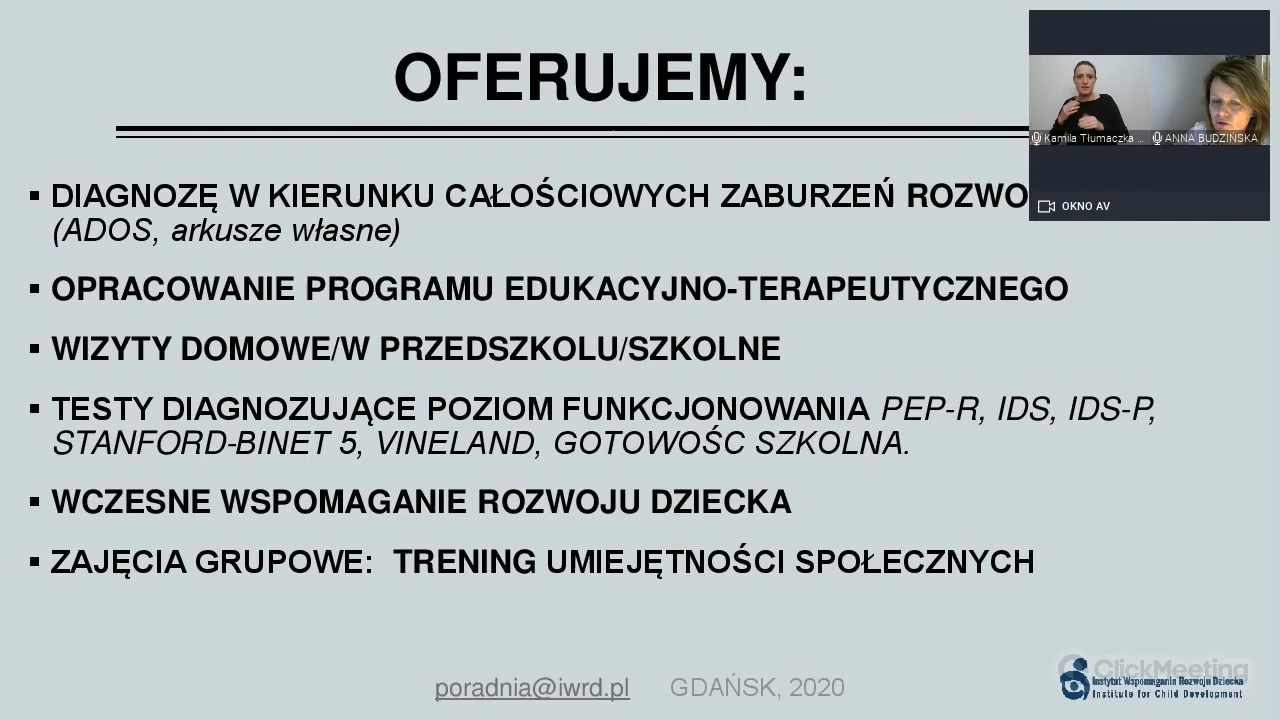 OFERUJEMY:
▪ DIAGNOZĘ W KIERUNKU CAŁOŚCIOWYCH ZABURZEŃ ROZWO
(ADOS, arkusze własne)
▪ OPRACOWANIE PROGRAMU EDUKACYJNO-TERAPEUTYCZNEGO
▪ WIZYTY DOMOWE/W PRZEDSZKOLU/SZKOLNE
▪ TESTY DIAGNOZUJĄCE POZIOM FUNKCJONOWANIA PEP-R, IDS, IDS-P,
STANFORD-BINET 5, VINELAND, GOTOWOŚC SZKOLNA.
▪ WCZESNE WSPOMAGANIE ROZWOJU DZIECKA
▪ ZAJĘCIA GRUPOWE: TRENING UMIEJĘTNOŚCI SPOŁECZNYCH
Kamila Tłumaczka ...
ANNA BUDZIŃSKA
OKNO AV
poradnia@iwrd.pl GDAŃSK, 2020
ClickMeeting
Instytut Wspomagania Rozwoju Dziecka
Institute for Child Development